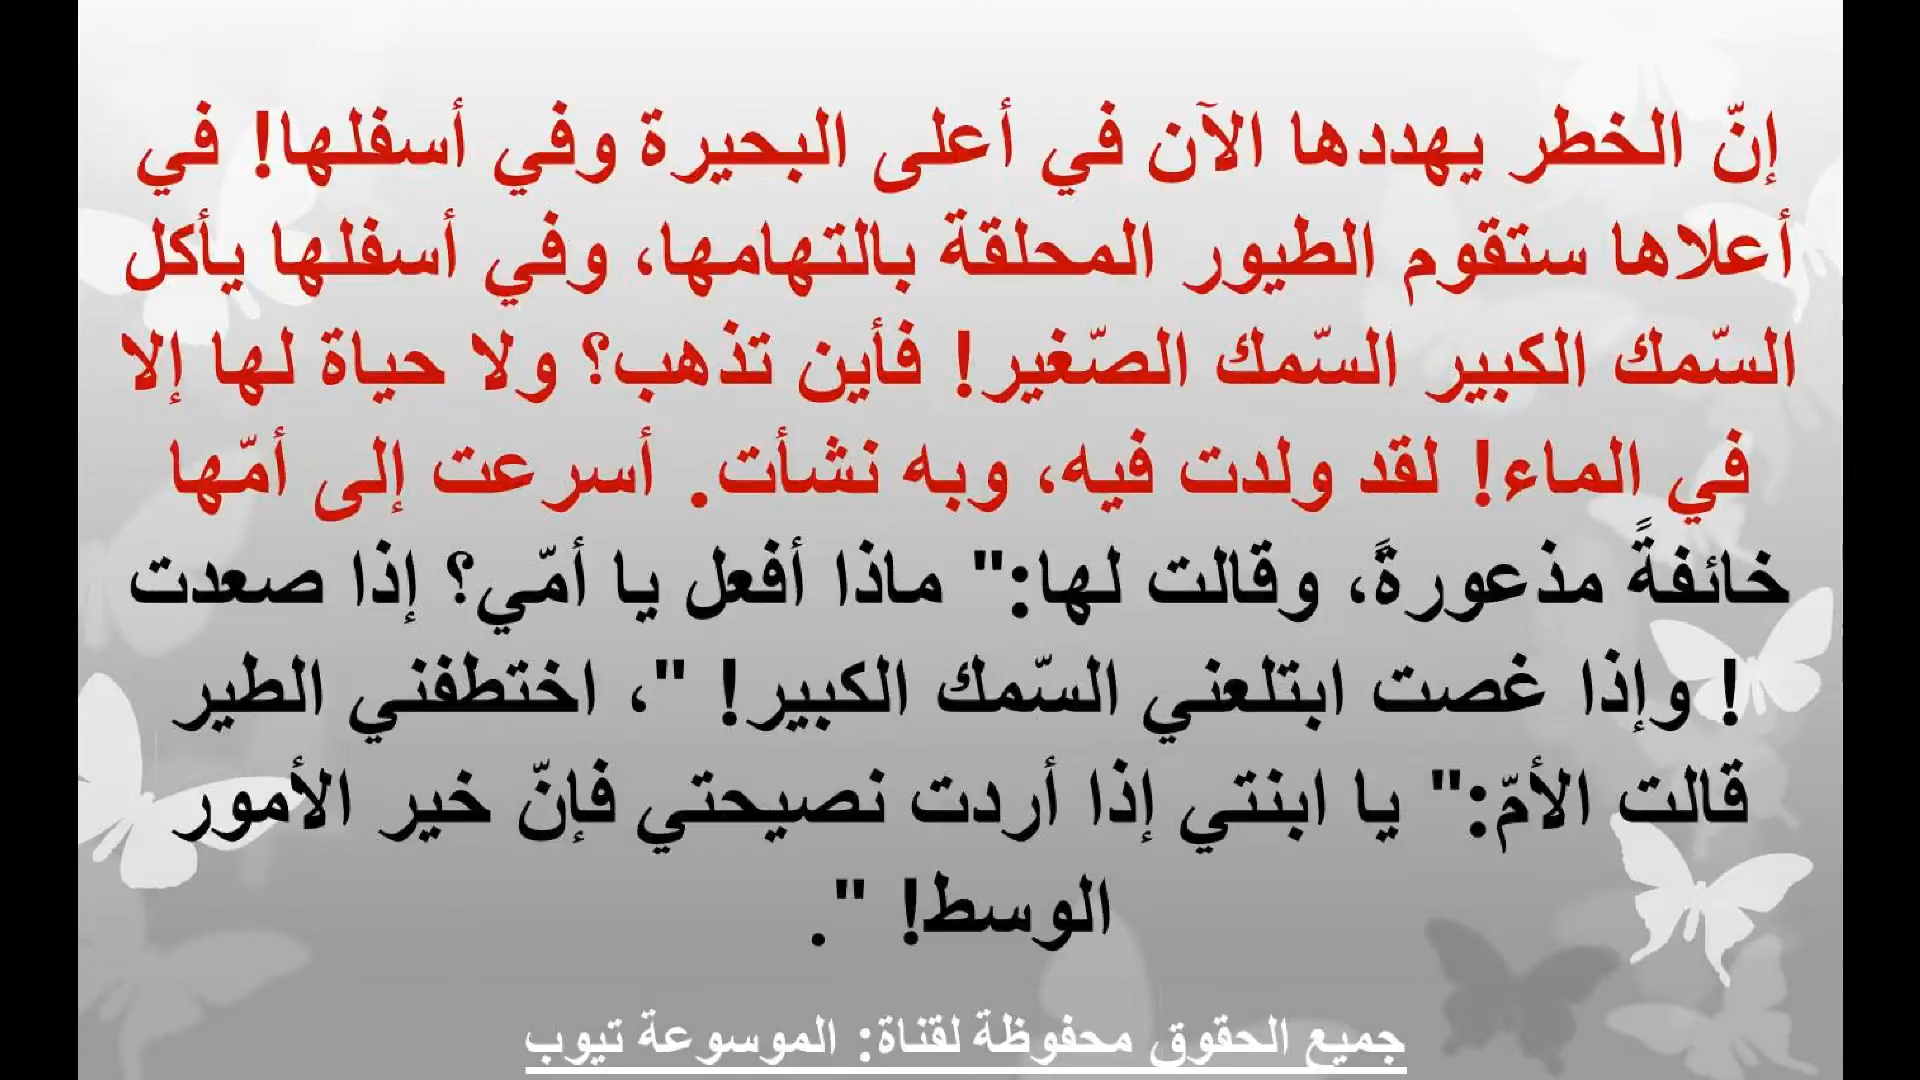 إنّ الخطر يهددها الآن في أعلى البحيرة وفي أسفلها! في
أعلاها ستقوم الطيور المحلقة بالتهامها، وفي أسفلها يأكل
السّمك الكبير السّمك الصّغير! فأين تذهب؟ ولا حياة لها إلا
في الماء! لقد ولدت فيه، وبه نشأت. أسرعت إلى أمّها
خائفةً مذعورةً، وقالت لها:" ماذا أفعل يا أمّي؟ إذا صعدت
! وإذا غصت ابتلعني السّمك الكبير! "، اختطفني الطير
قالت الأمّ:" يا ابنتي إذا أردت نصيحتي فإنّ خير الأمور
الوسط! ".
جميع الحقوق محفوظة لقناة: الموسوعة تيوب